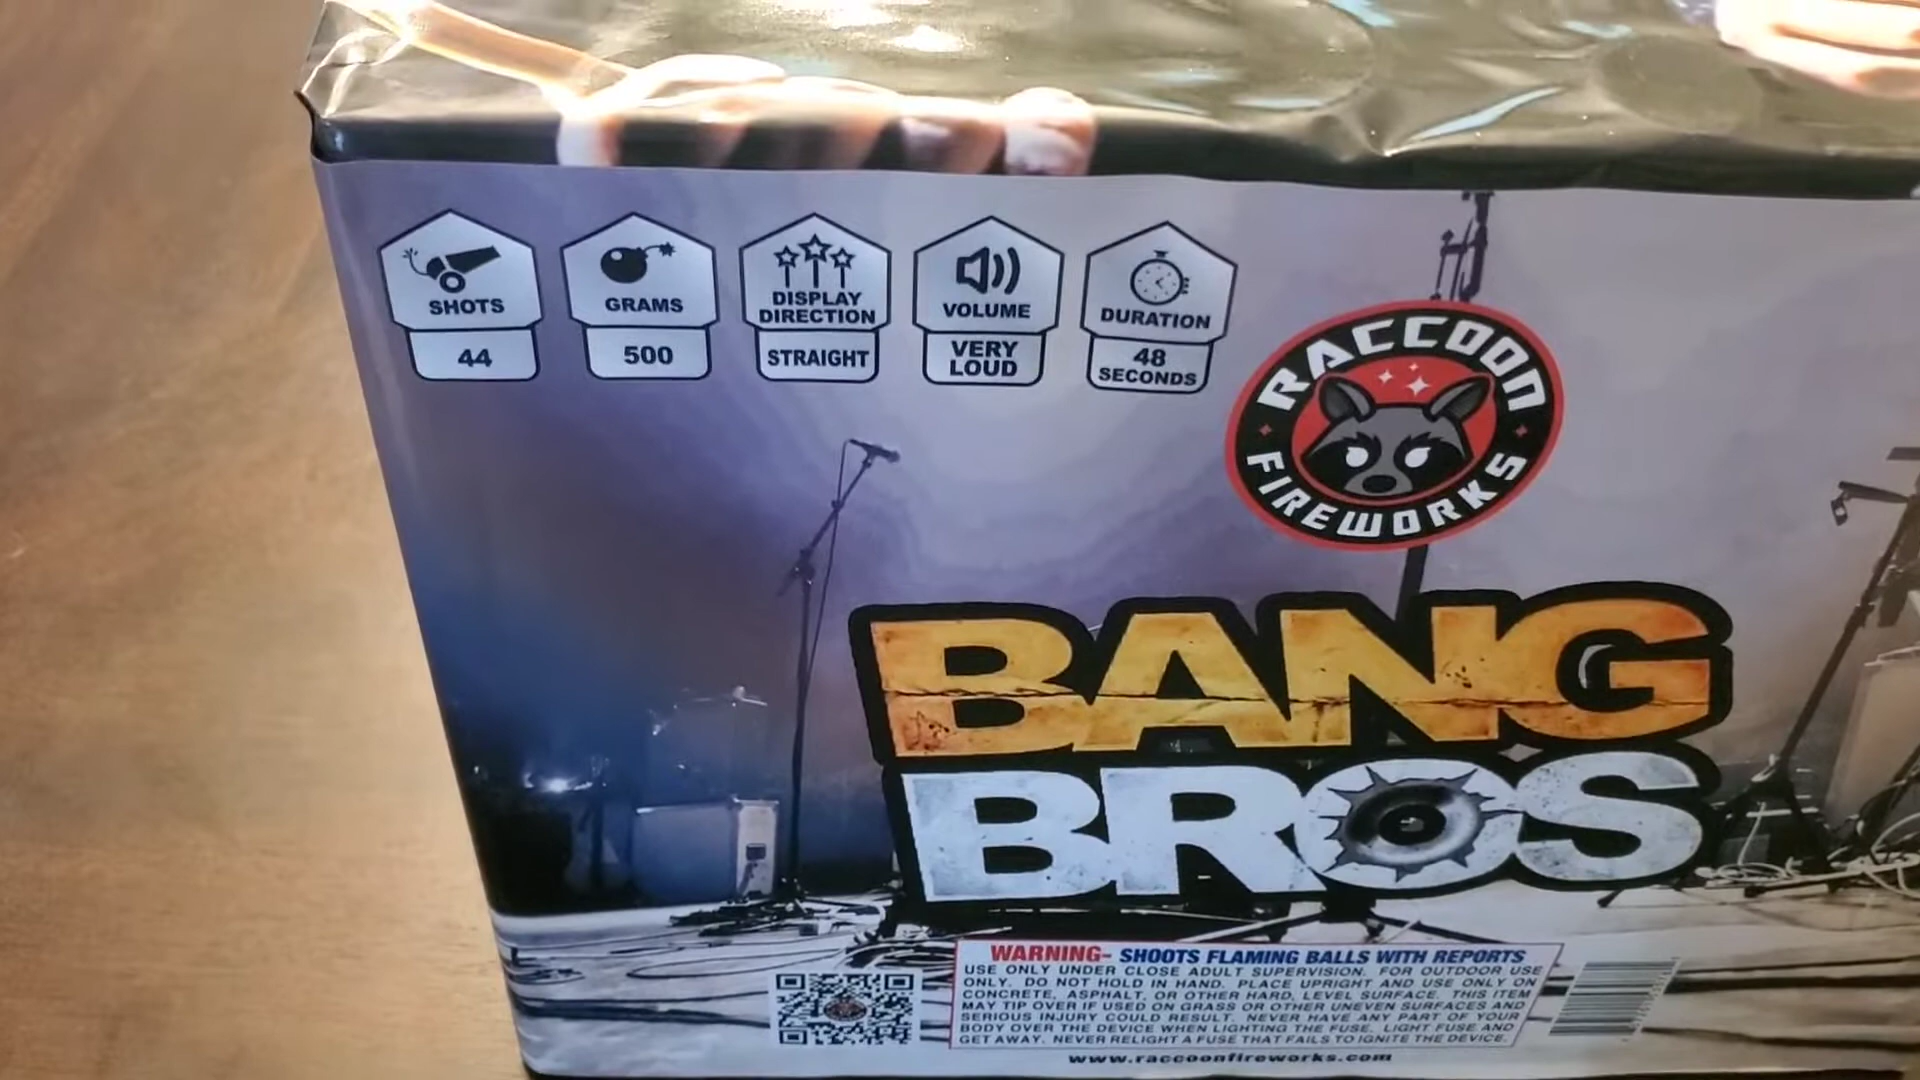 SHOTS
44
GRAMS
500
DISPLAY
DIRECTION
STRAIGHT
VOLUME
VERY
LOUD
DURATION
48
SECONDS
RACCOON
FIREWORKS
BANG
BROS
WARNING- SHOOTS FLAMING BALLS WITH REPORTS
USE ONLY UNDER CLOSE ADULT SUPERVISION. FOR OUTDOOR USE
ONLY. DO NOT HOLD IN HAND. PLACE UPRIGHT AND USE ONLY ON
CONCRETE, ASPHALT, OR OTHER HARD, LEVEL SURFACE. THIS ITEM
MAY TIP OVER IF USED ON GRASS OR OTHER UNEVEN SURFACES AND
SERIOUS INJURY COULD RESULT. NEVER HAVE ANY PART OF YOUR
BODY OVER THE DEVICE WHEN LIGHTING THE FUSE. LIGHT FUSE AND
GET AWAY. NEVER RELIGHT A FUSE THAT FAILS TO IGNITE THE DEVICE.
www.raccoonfireworks.com